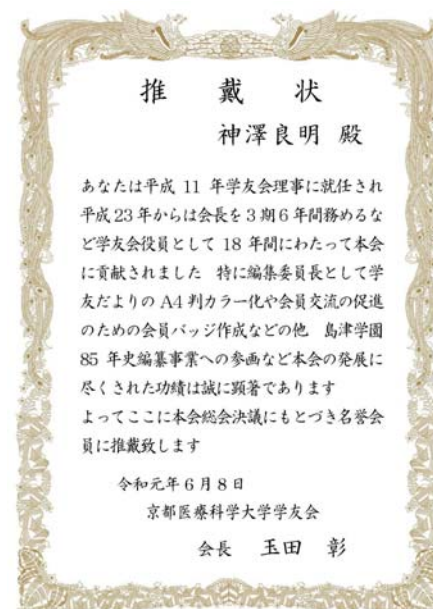 推戴状
神澤良明 殿
あなたは平成 11 年学友会理事に就任され
平成 23 年からは会長を 3 期 6 年間務めるな
ど学友会役員として 18 年間にわたって本会
に貢献されました　特に編集委員長として学
友だよりの A4 判カラー化や会員交流の促進
のための会員バッジ作成などの他　島津学園
85 年史編纂事業への参画など本会の発展に
尽くされた功績は誠に顕著であります
よってここに本会総会決議にもとづき名誉会
員に推戴致します
令和元年 6 月 8 日
京都医療科学大学学友会
会長　玉田　彰